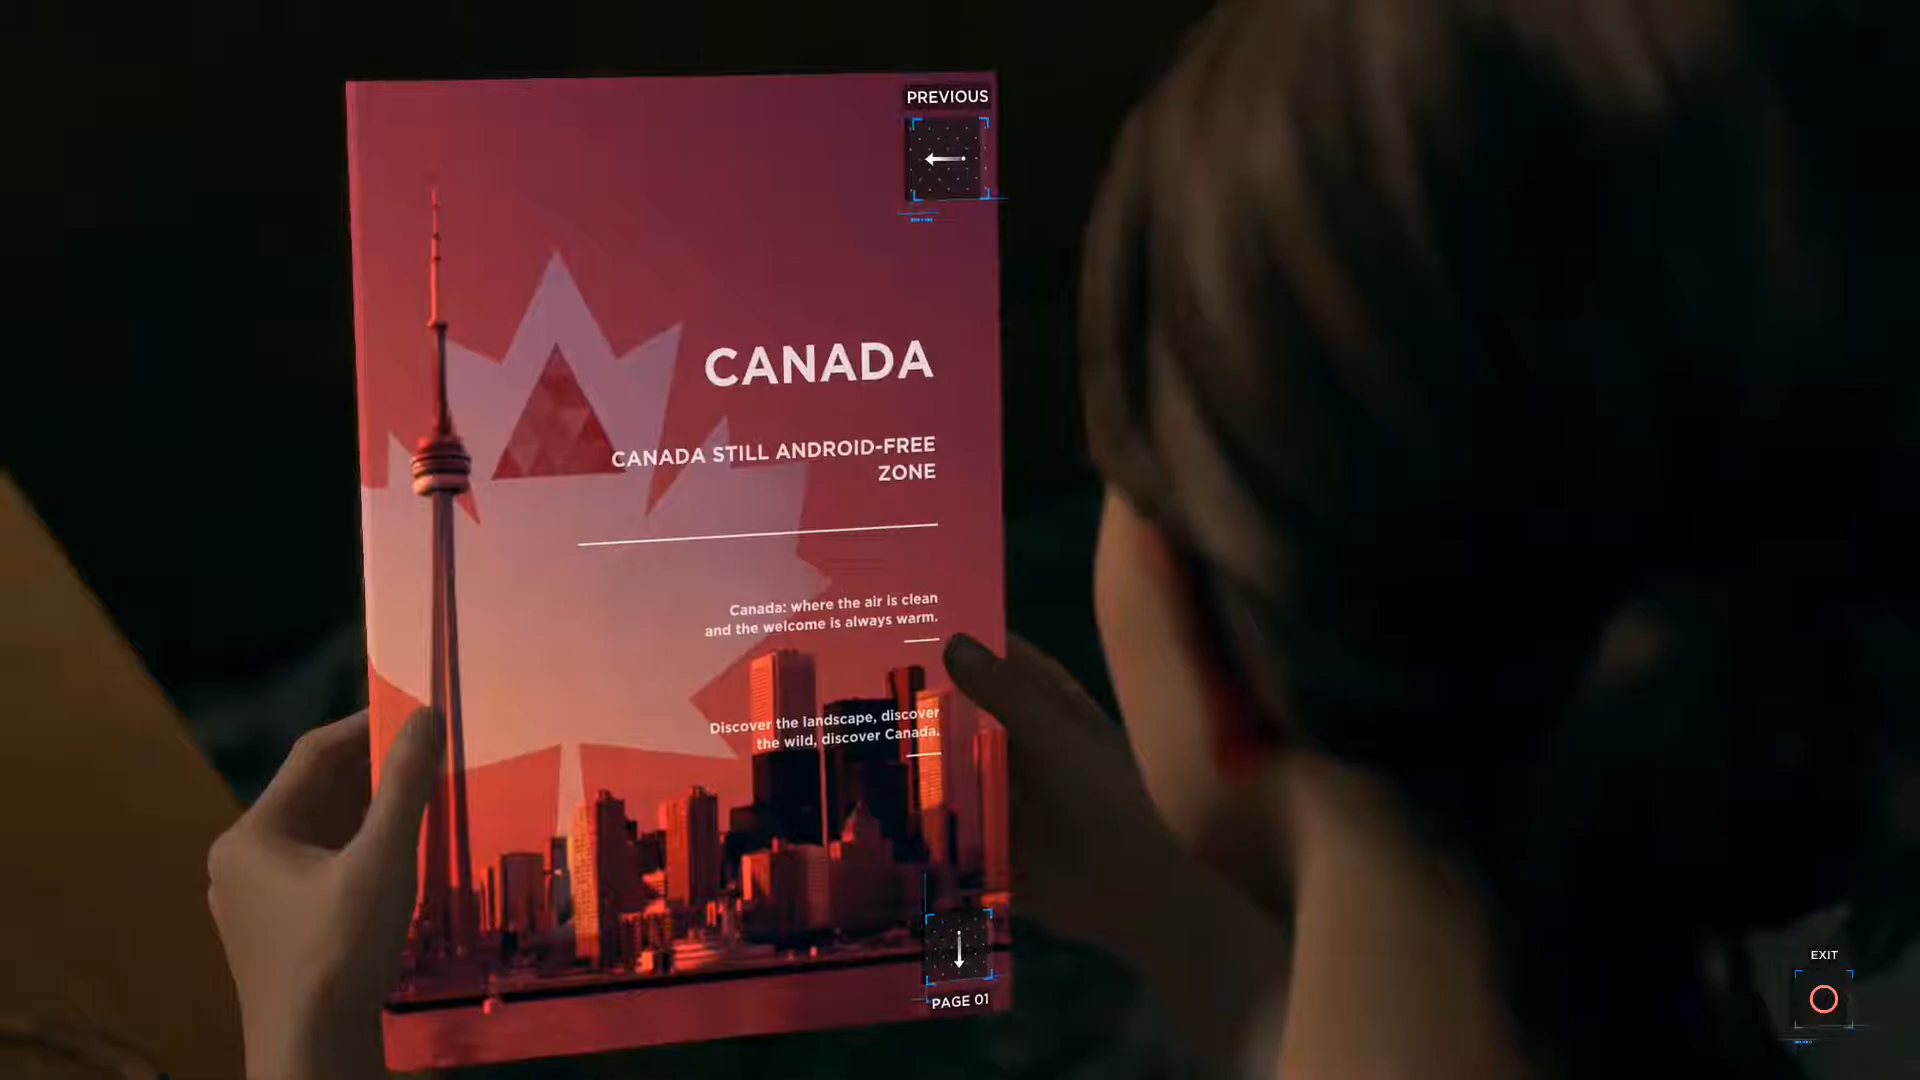 PREVIOUS
CANADA
CANADA STILL ANDROID-FREE
ZONE
Canada: where the air is clean
and the welcome is always warm.
Discover the landscape, discover
the wild, discover Canada.
PAGE 01
EXIT